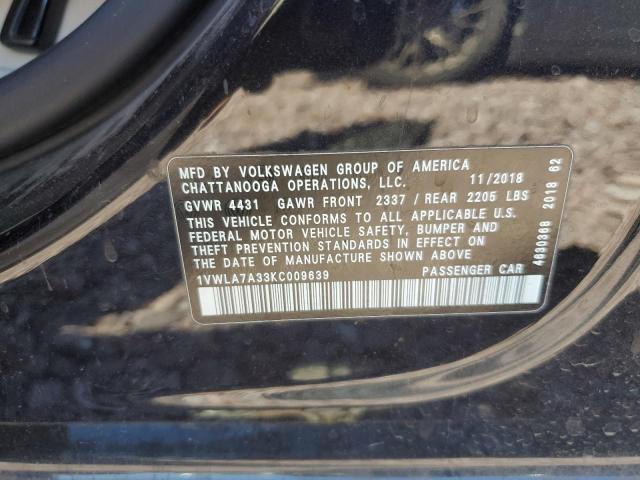 MFD BY VOLKSWAGEN GROUP OF AMERICA
CHATTANOOGA OPERATIONS, LLC. 11/2018
GVWR 4431 GAWR FRONT 2337 / REAR 2205 LBS
THIS VEHICLE CONFORMS TO ALL APPLICABLE U.S.
FEDERAL MOTOR VEHICLE SAFETY, BUMPER AND
THEFT PREVENTION STANDARDS IN EFFECT ON
THE DATE OF MANUFACTURE SHOWN ABOVE
1VWLA7A33KC009639 PASSENGER CAR
4630368 2018 62